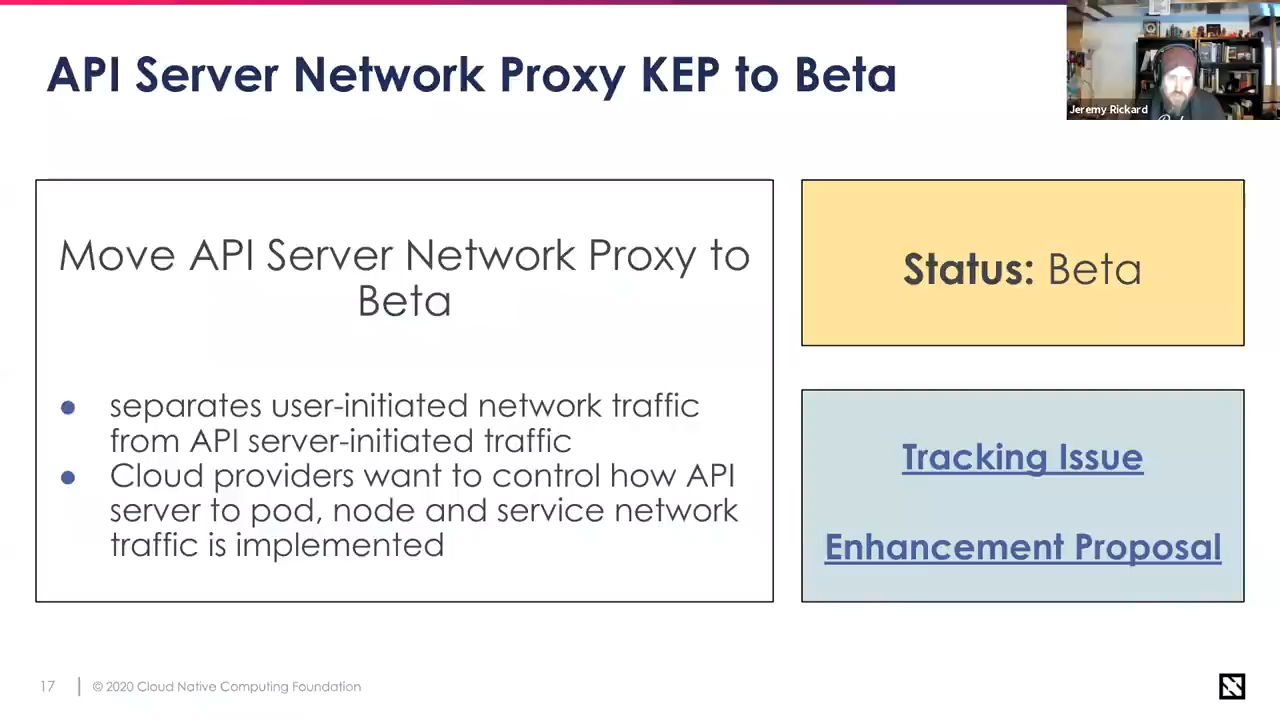 API Server Network Proxy KEP to Beta
Jeremy Rickard
Move API Server Network Proxy to
Beta
● separates user-initiated network traffic
from API server-initiated traffic
● Cloud providers want to control how API
server to pod, node and service network
traffic is implemented
Status: Beta
Tracking Issue
Enhancement Proposal
17 | © 2020 Cloud Native Computing Foundation